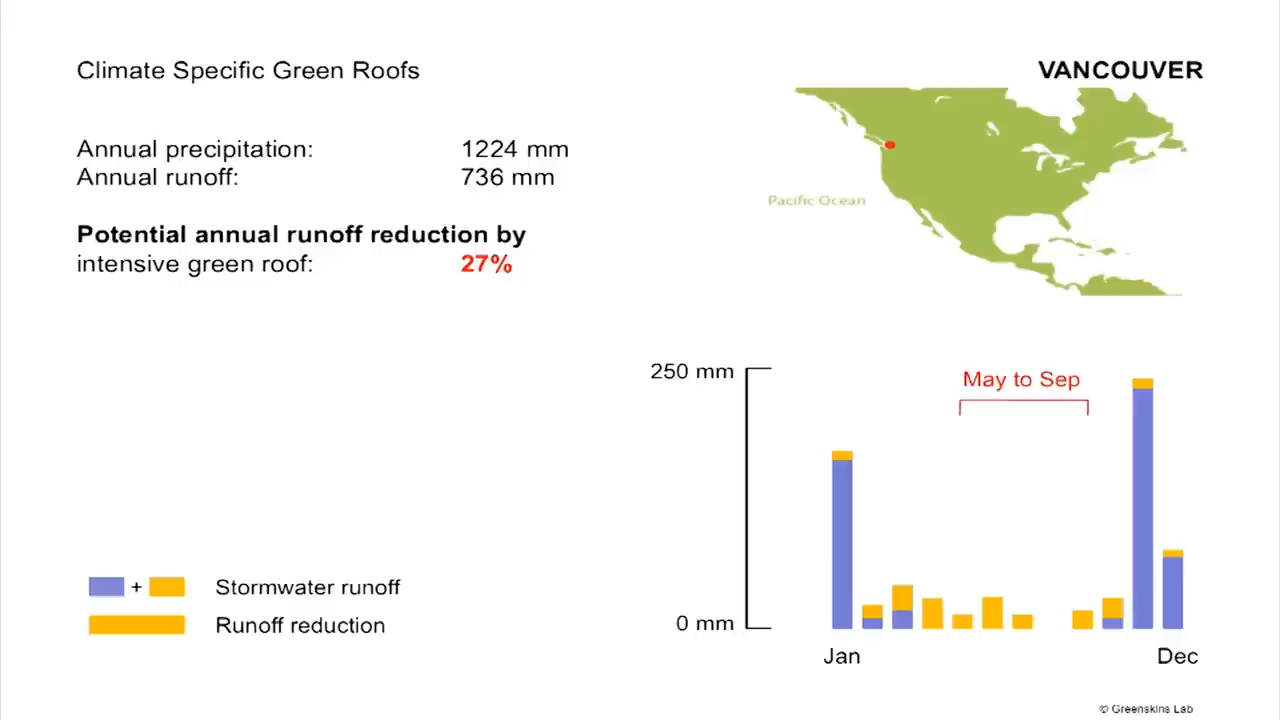 Climate Specific Green Roofs
VANCOUVER
Annual precipitation: 1224 mm
Annual runoff: 736 mm
Pacific Ocean
Potential annual runoff reduction by
intensive green roof: 27%
250 mm
May to Sep
+ Stormwater runoff
Runoff reduction
0 mm
Jan
Dec
© Greenskins Lab